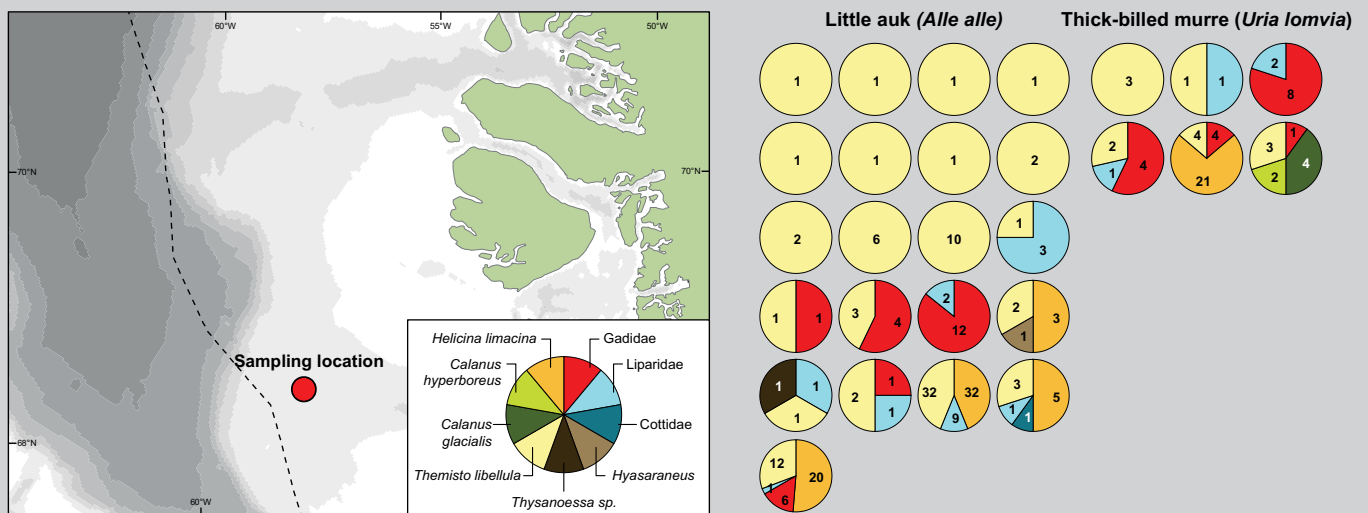 60°W
55°W
50°W
70°N
70°N
68°N
60°W
Sampling location
Helicina limacina
Gadidae
Calanus
hyperboreus
Liparidae
Calanus
glacialis
Cottidae
Themisto libellula
Hyasaraneus
Thysanoessa sp.
Little auk (Alle alle)
1 1 1 1
1 1 1 2
2 6 10 1 3
1 1 3 4 2 12 2 3 1
1 1 1 2 1 1 32 32 9 3 5 1 1
12 20 1 6
Thick-billed murre (Uria lomvia)
3 1 1 2 8
2 4 1 4 4 21 3 1 4 2